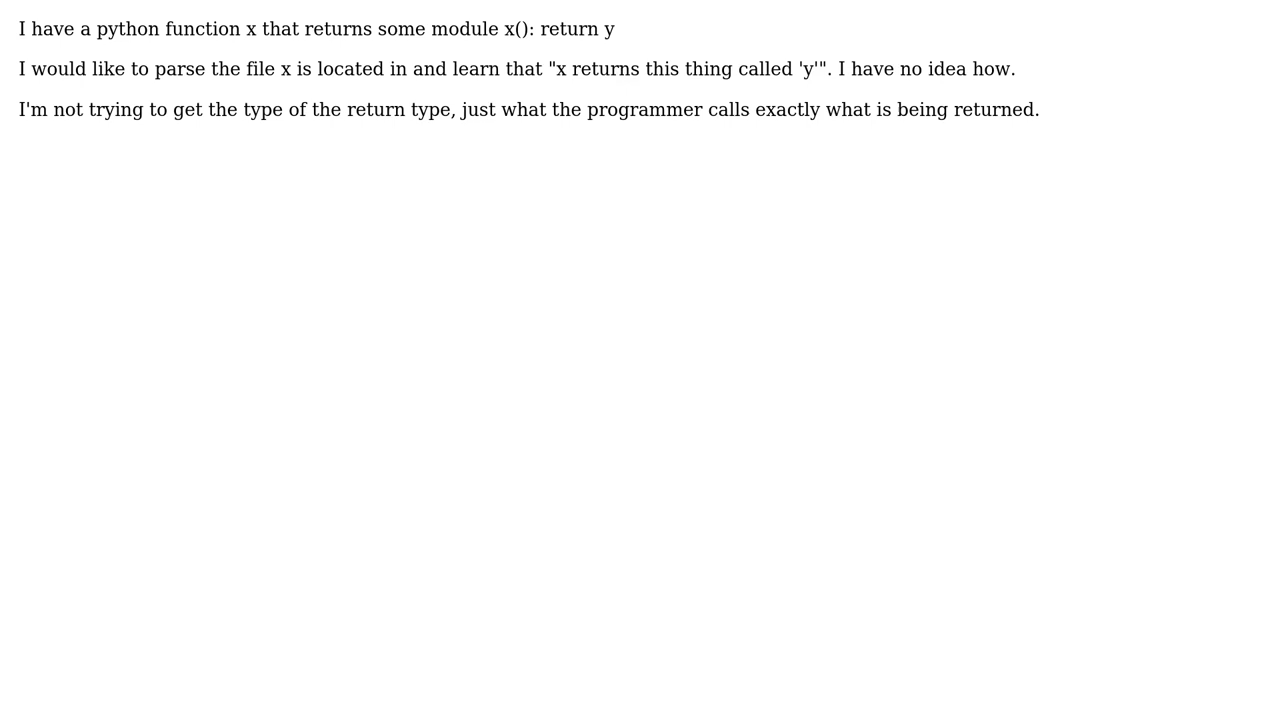 I have a python function x that returns some module x(): return y
I would like to parse the file x is located in and learn that "x returns this thing called 'y'". I have no idea how.
I'm not trying to get the type of the return type, just what the programmer calls exactly what is being returned.